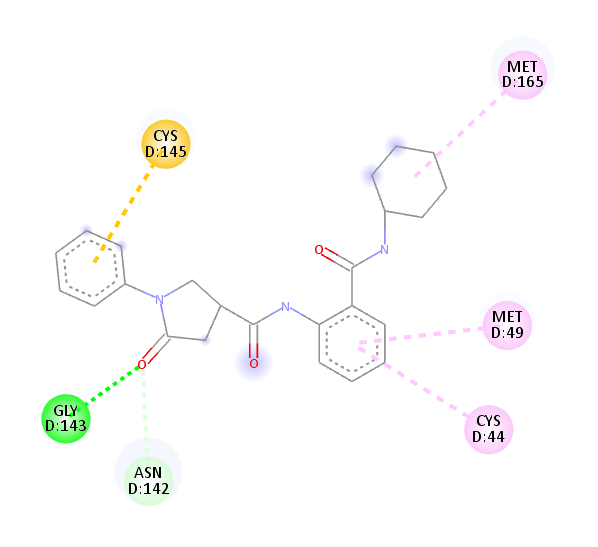 MET
D:165
CYS
D:145
O
N
N
N
O
O
MET
D:49
GLY
D:143
CYS
D:44
ASN
D:142